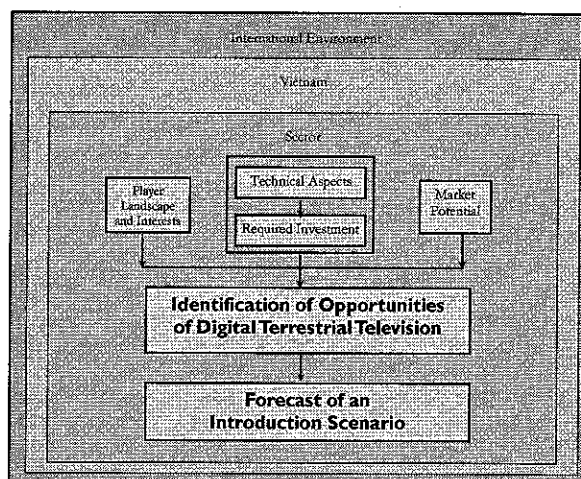 International Environment
Vietnam
Sector
Player
Landscape
and Interests
Technical Aspects
Required Investment
Market
Potential
Identification of Opportunities
of Digital Terrestrial Television
Forecast of an
Introduction Scenario